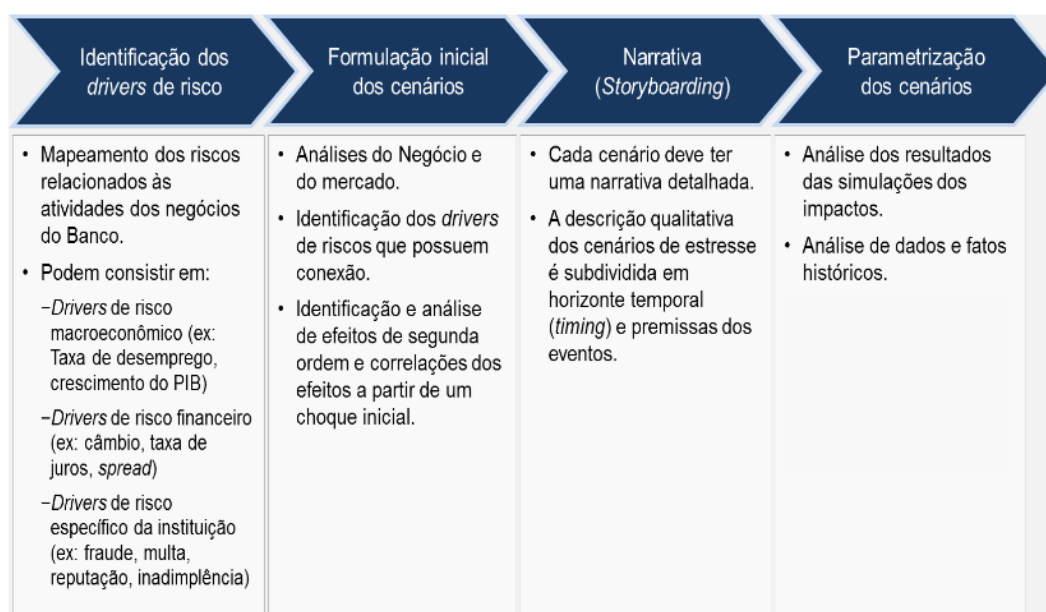 Identificação dos
drivers de risco
Formulação inicial
dos cenários
Narrativa
(Storyboarding)
Parametrização
dos cenários
• Mapeamento dos riscos
relacionados às
atividades dos negócios
do Banco.
• Podem consistir em:
−Drivers de risco
macroeconômico (ex:
Taxa de desemprego,
crescimento do PIB)
−Drivers de risco financeiro
(ex: câmbio, taxa de
juros, spread)
−Drivers de risco
específico da instituição
(ex: fraude, multa,
reputação, inadimplência)
• Análises do Negócio e
do mercado.
• Identificação dos drivers
de riscos que possuem
conexão.
• Identificação e análise
de efeitos de segunda
ordem e correlações dos
efeitos a partir de um
choque inicial.
• Cada cenário deve ter
uma narrativa detalhada.
• A descrição qualitativa
dos cenários de estresse
é subdividida em
horizonte temporal
(timing) e premissas dos
eventos.
• Análise dos resultados
das simulações dos
impactos.
• Análise de dados e fatos
históricos.